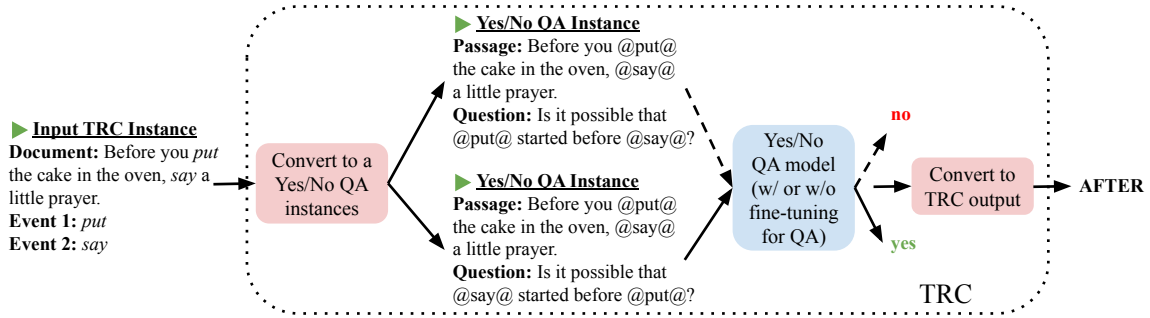 Input TRC Instance
Document: Before you put
the cake in the oven, say a
little prayer.
Event 1: put
Event 2: say
Convert to a
Yes/No QA
instances
Yes/No QA Instance
Passage: Before you @put@
the cake in the oven, @say@
a little prayer.
Question: Is it possible that
@put@ started before @say@?
Yes/No QA Instance
Passage: Before you @put@
the cake in the oven, @say@
a little prayer.
Question: Is it possible that
@say@ started before @put@?
Yes/No
QA model
(w/ or w/o
fine-tuning
for QA)
no
yes
Convert to
TRC output
AFTER
TRC